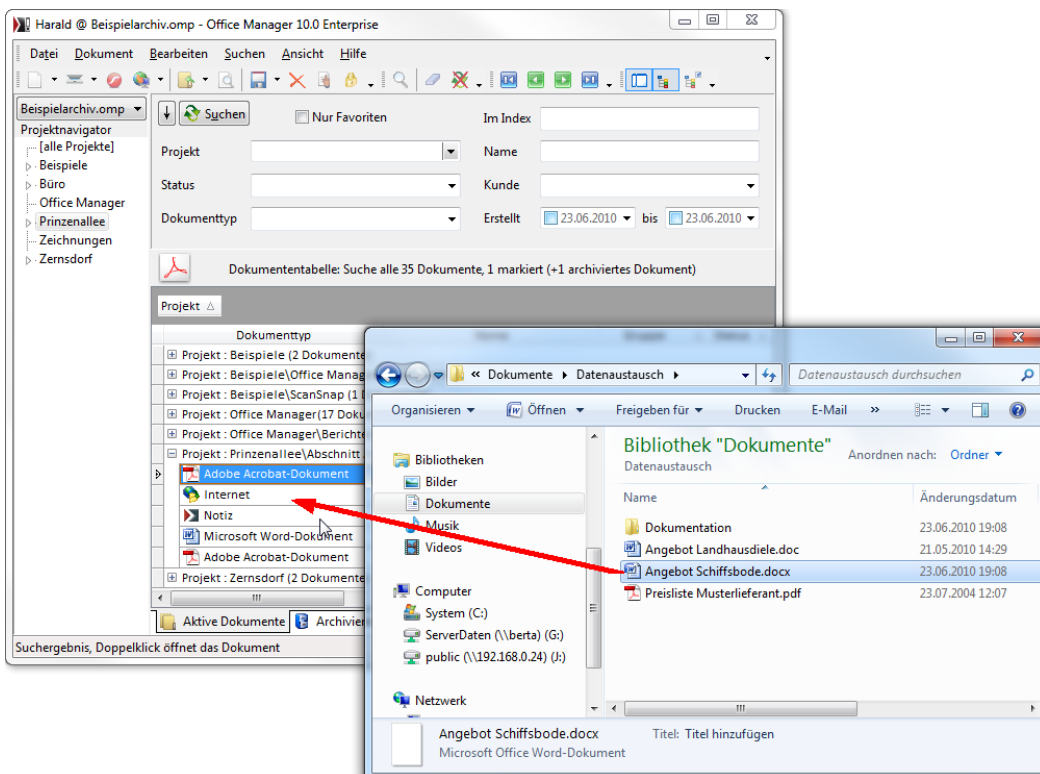 Harald @ Beispielarchiv.omp - Office Manager 10.0 Enterprise
Datei Dokument Bearbeiten Suchen Ansicht Hilfe
Beispielarchiv.omp
Projektnavigator
[alle Projekte]
Beispiele
Büro
Office Manager
Prinzenallee
Zeichnungen
Zernsdorf
Suchen Nur Favoriten Im Index
Projekt Name
Status Kunde
Dokumenttyp Erstellt 23.06.2010 bis 23.06.2010
Dokumententabelle: Suche alle 35 Dokumente, 1 markiert (+1 archiviertes Dokument)
Projekt
Dokumenttyp
Projekt : Beispiele (2 Dokumente
Projekt : Beispiele\Office Manag
Projekt : Beispiele\ScanSnap (1
Projekt : Office Manager(17 Doku
Projekt : Office Manager\Berichte
Projekt : Prinzenallee\Abschnitt
Adobe Acrobat-Dokument
Internet
Notiz
Microsoft Word-Dokument
Adobe Acrobat-Dokument
Projekt : Zernsdorf (2 Dokumente
Aktive Dokumente Archivier
Suchergebnis, Doppelklick öffnet das Dokument
« Dokumente Datenaustausch Datenaustausch durchsuchen
Organisieren Öffnen Freigeben für Drucken E-Mail »
Bibliotheken
Bilder
Dokumente
Musik
Videos
Computer
System (C:)
ServerDaten (\\berta) (G:)
public (\\192.168.0.24) (J:)
Netzwerk
Bibliothek "Dokumente"
Datenaustausch
Anordnen nach: Ordner
Name Änderungsdatum
Dokumentation 23.06.2010 19:08
Angebot Landhausdiele.doc 21.05.2010 14:29
Angebot Schiffsbode.docx 23.06.2010 19:08
Preisliste Musterlieferant.pdf 23.07.2004 12:07
Angebot Schiffsbode.docx Titel: Titel hinzufügen
Microsoft Office Word-Dokument